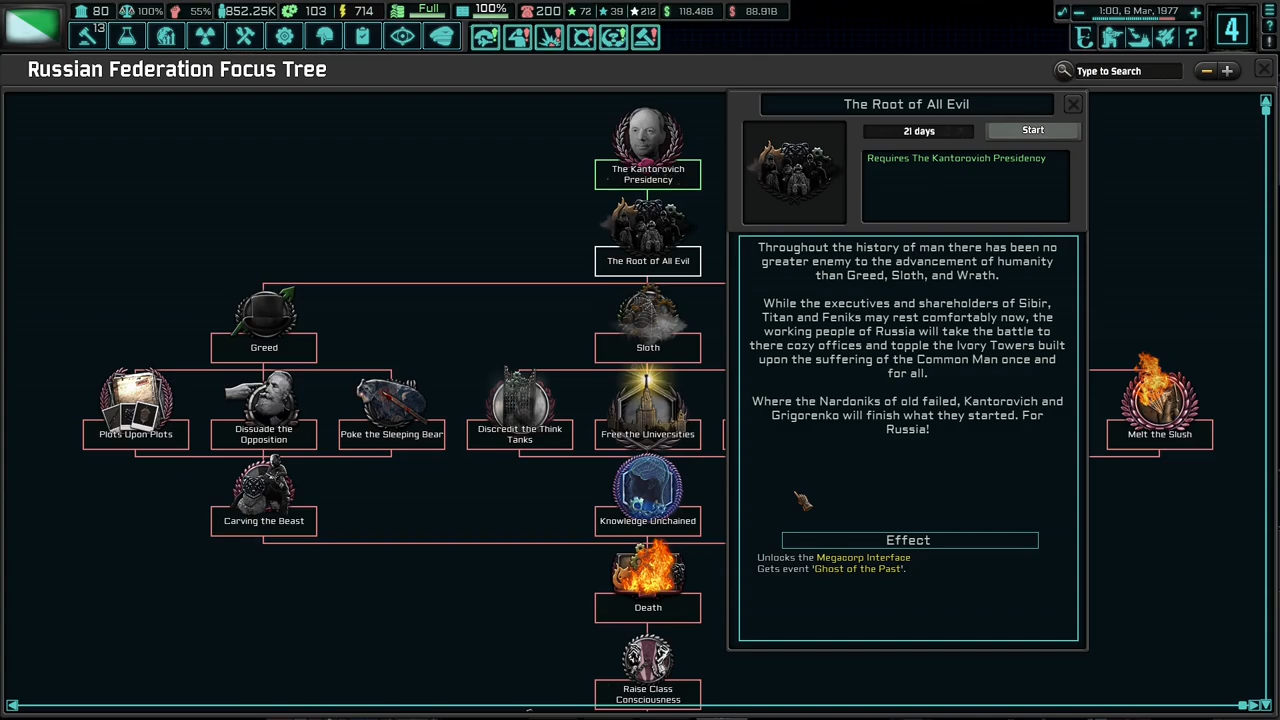 80 100% 55% 852.25K 103 714 Full 100% 200 72 39 212 118.48B 88.91B
1:00, 6 Mar, 1977
4
13
Russian Federation Focus Tree
Type to Search
The Kantorovich
Presidency
The Root of All Evil
Greed
Sloth
Plots Upon Plots
Dissuade the
Opposition
Poke the Sleeping Bear
Discredit the Think
Tanks
Free the Universities
Melt the Slush
Carving the Beast
Knowledge Unchained
Death
Raise Class
Consciousness
The Root of All Evil
21 days
Start
Requires The Kantorovich Presidency
Throughout the history of man there has been no
greater enemy to the advancement of humanity
than Greed, Sloth, and Wrath.
While the executives and shareholders of Sibir,
Titan and Feniks may rest comfortably now, the
working people of Russia will take the battle to
there cozy offices and topple the Ivory Towers built
upon the suffering of the Common Man once and
for all.
Where the Nardoniks of old failed, Kantorovich and
Grigorenko will finish what they started. For
Russia!
Effect
Unlocks the Megacorp Interface
Gets event 'Ghost of the Past'.